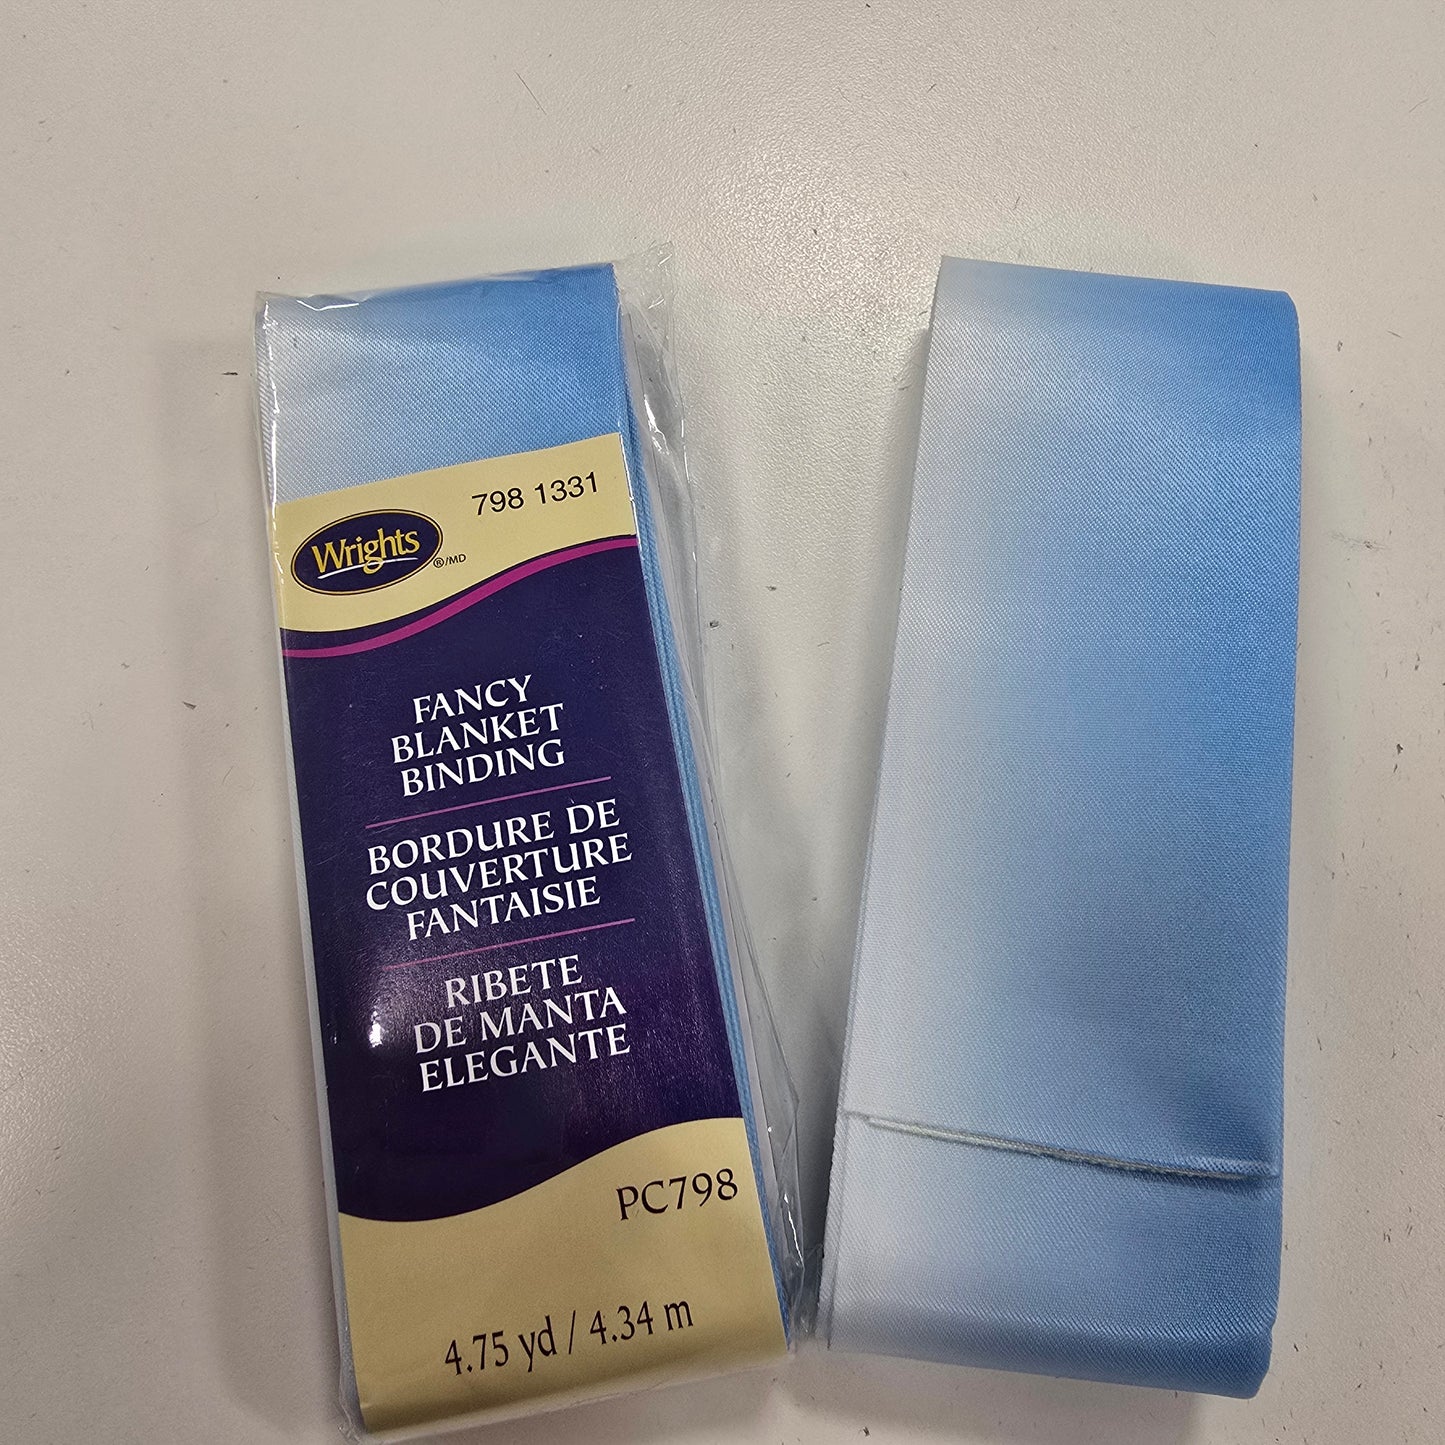 798 1331
Wrights
®/MD
FANCY
BLANKET
BINDING
BORDURE DE
COUVERTURE
FANTAISIE
RIBETE
DE MANTA
ELEGANTE
PC798
4.75 yd / 4.34 m